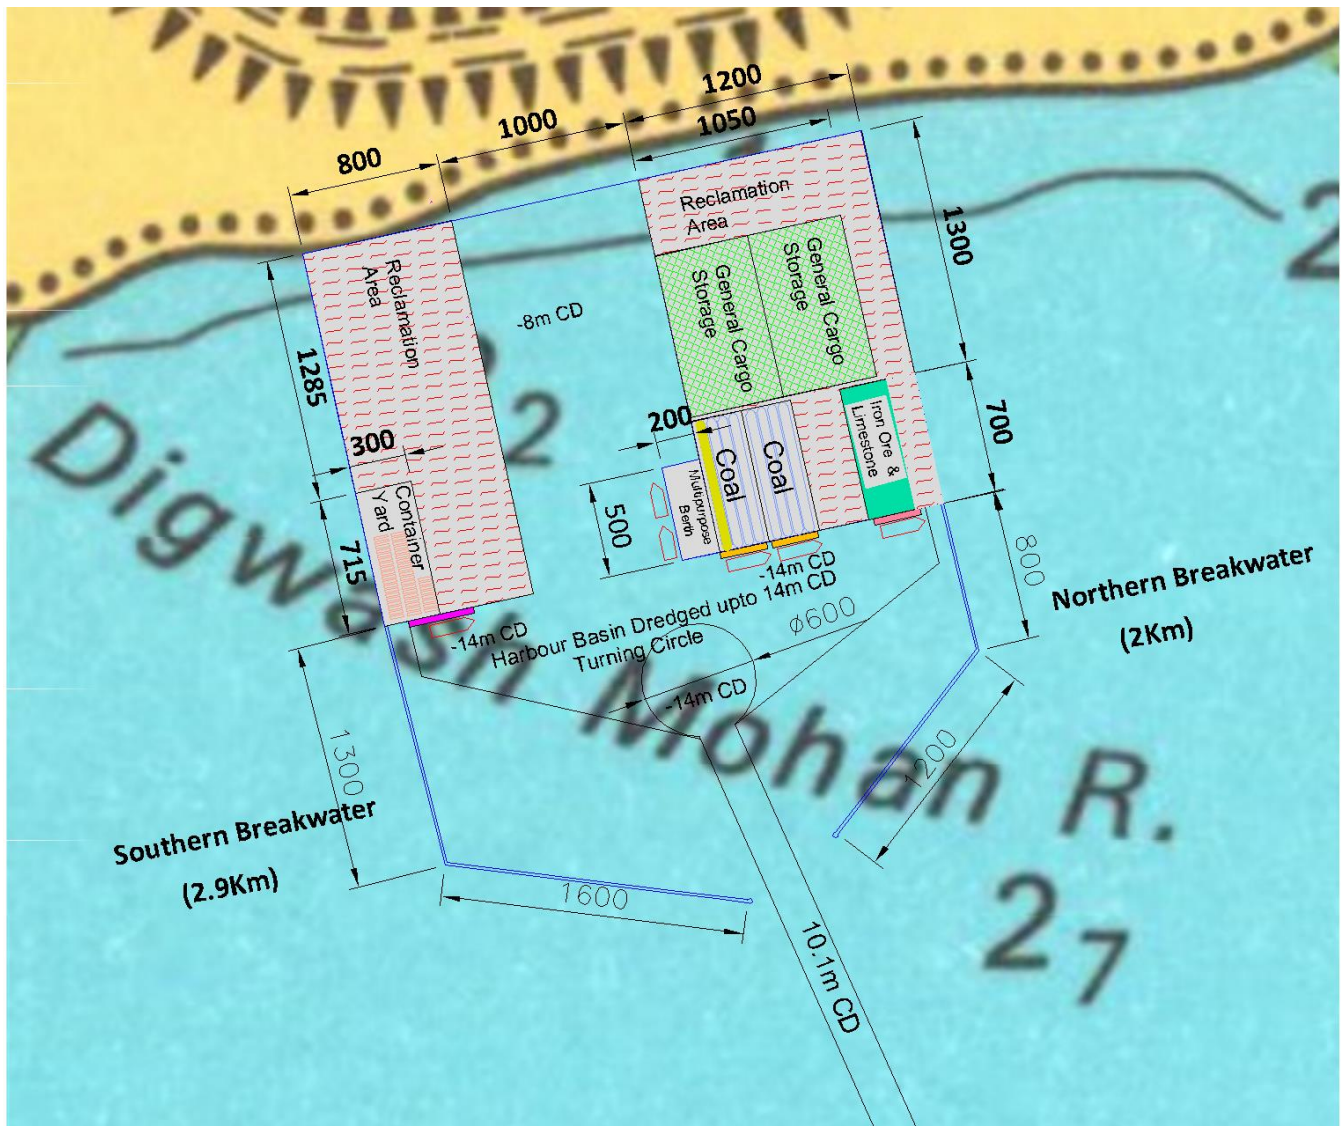 1200
1000
1050
800
Reclamation
Area
1300
General Cargo
Storage
General Cargo
Storage
Reclamation
Area
-8m CD
2
1285
2
200
300
Iron Ore &
Limestone
700
Coal
Coal
Multipurpose
Berth
500
Container
Yard
715
Digwash Mohan R.
800
-14m CD
Northern Breakwater
(2Km)
-14m CD
Harbour Basin Dredged upto 14m CD
Turning Circle
ø600
-14m CD
1300
1200
Southern Breakwater
(2.9Km)
1600
10.1m CD
27